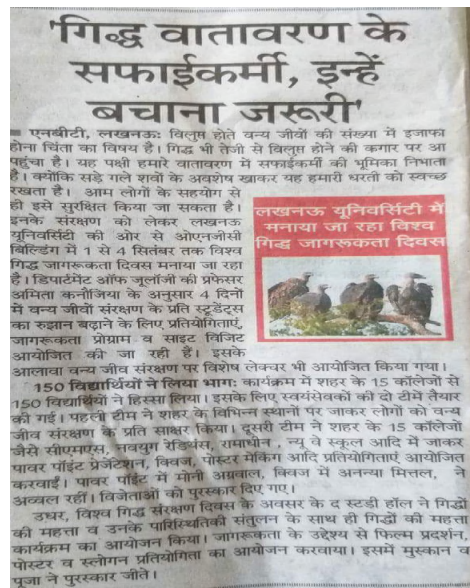 'गिद्ध वातावरण के
सफाईकर्मी, इन्हें
बचाना जरूरी'
एनबीटी, लखनऊ: विलुप्त होते वन्य जीवों की संख्या में इजाफा
होना चिंता का विषय है। गिद्ध भी तेजी से विलुप्त होने की कगार पर आ
पहुंचा है। यह पक्षी हमारे वातावरण में सफाईकर्मी की भूमिका निभाता
है। क्योंकि सड़े गले शवों के अवशेष खाकर यह हमारी धरती को स्वच्छ
रखता है। आम लोगों के सहयोग से
ही इसे सुरक्षित किया जा सकता है।
इनके संरक्षण को लेकर लखनऊ
यूनिवर्सिटी की ओर से ओएनजीसी
बिल्डिंग में 1 से 4 सितंबर तक विश्व
गिद्ध जागरूकता दिवस मनाया जा रहा
है। डिपार्टमेंट ऑफ जूलॉजी की प्रफेसर
अमिता कनौजिया के अनुसार 4 दिनों
में वन्य जीवों संरक्षण के प्रति स्टूडेंट्स
का रुझान बढ़ाने के लिए प्रतियोगिताएं,
जागरूकता प्रोग्राम व साइट विजिट
आयोजित की जा रही हैं। इसके
आलावा वन्य जीव संरक्षण पर विशेष लेक्चर भी आयोजित किया गया।
लखनऊ यूनिवर्सिटी में
मनाया जा रहा विश्व
गिद्ध जागरूकता दिवस
150 विद्यार्थियों ने लिया भाग: कार्यक्रम में शहर के 15 कॉलेजों से
150 विद्यार्थियों ने हिस्सा लिया। इसके लिए स्वयंसेवकों की दो टीमें तैयार
की गईं। पहली टीम ने शहर के विभिन्न स्थानों पर जाकर लोगों को वन्य
जीव संरक्षण के प्रति साक्षर किया। दूसरी टीम ने शहर के 15 कॉलेजों
जैसे सीएमएस, नवयुग रेडियंस, रामाधीन, न्यू वे स्कूल आदि में जाकर
पावर पॉइंट प्रेजेंटेशन, क्विज, पोस्टर मेकिंग आदि प्रतियोगिताएं आयोजित
करवाईं। पावर पॉइंट में मोनी अग्रवाल, क्विज में अनन्या मित्तल, ने
अव्वल रहीं। विजेताओं को पुरस्कार दिए गए।
उधर, विश्व गिद्ध संरक्षण दिवस के अवसर के द स्टडी हॉल ने गिद्धों
की महत्ता व उनके पारिस्थितिकी संतुलन के साथ ही गिद्धों की महत्ता
कार्यक्रम का आयोजन किया। जागरूकता के उद्देश्य से फिल्म प्रदर्शन,
पोस्टर व स्लोगन प्रतियोगिता का आयोजन करवाया। इसमें मुस्कान व
पूजा ने पुरस्कार जीते।